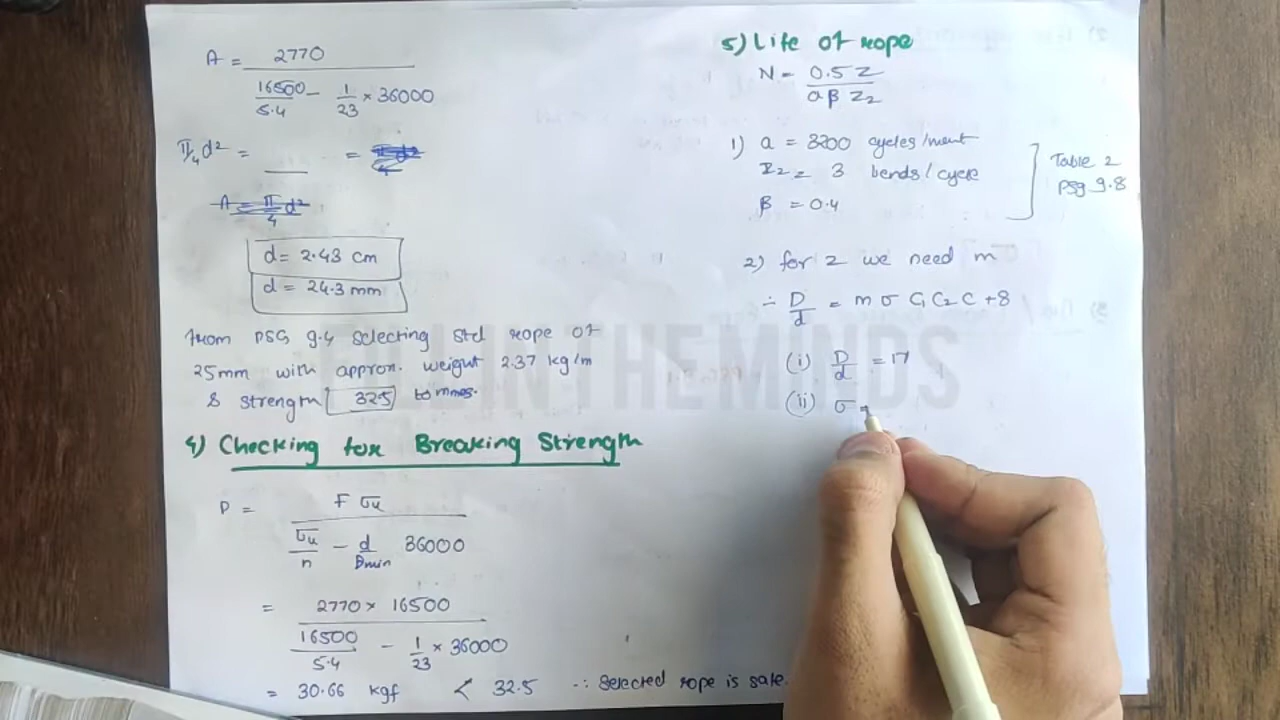 A = 2770
16500/5.4 - 1/23 × 36000
π/4 d² = =
A = π/4 d²
d = 2.43 cm
d = 24.3 mm
from PSG 9.4 selecting std rope of
25mm with approx. weight 2.37 kg/m
& strength 32.5 tonnes.
4) Checking for Breaking Strength
P = F σu
σu/n - d/Dmin 36000
= 2770 × 16500
16500/5.4 - 1/23 × 36000
= 30.66 kgf < 32.5 ∴ Selected rope is safe.
5) Life of rope
N = 0.5 Z
a β Z2
1) a = 3200 cycles/
Z2 = 3 bends/cycle
β = 0.4
Table 2
PSG 9.8
2) for z we need m
∴ D/d = m σ C1 C2 C + 8
(i) D/d = 17
(ii) σ =
FILL IN THE MINDS